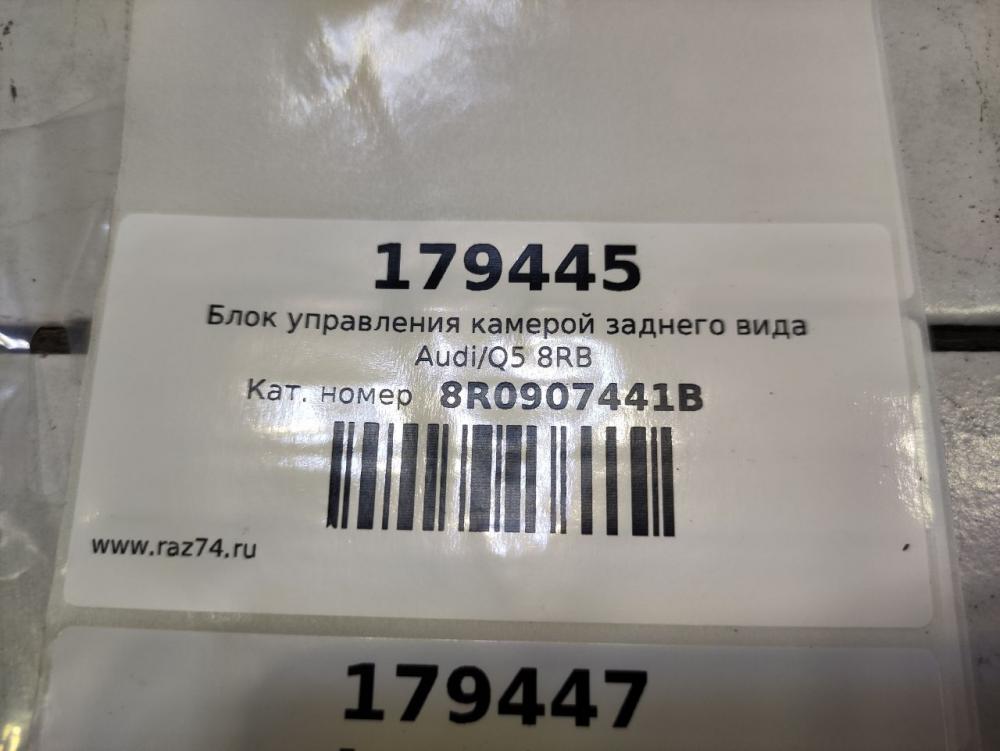 179445
Блок управления камерой заднего вида
Audi/Q5 8RB
Кат. номер 8R0907441B
www.raz74.ru
179447